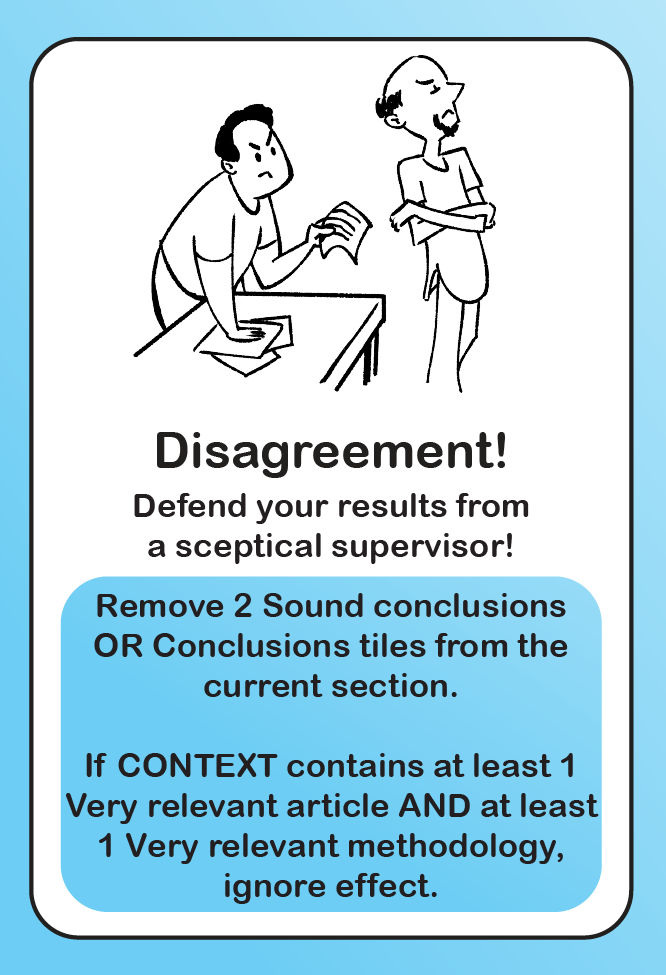 Disagreement!
Defend your results from
a sceptical supervisor!
Remove 2 Sound conclusions
OR Conclusions tiles from the
current section.
If CONTEXT contains at least 1
Very relevant article AND at least
1 Very relevant methodology,
ignore effect.